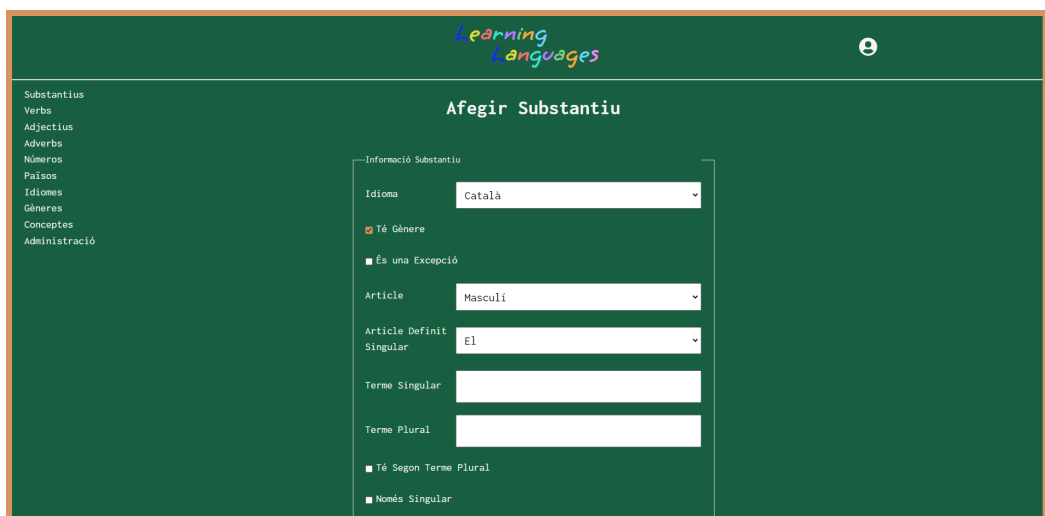 Learning
Languages
Substantius
Verbs
Adjectius
Adverbs
Números
Països
Idiomes
Gèneres
Conceptes
Administració
Afegir Substantiu
Informació Substantiu
Idioma
Català
Té Gènere
És una Excepció
Article
Masculí
Article Definit
Singular
El
Terme Singular
Terme Plural
Té Segon Terme Plural
Només Singular